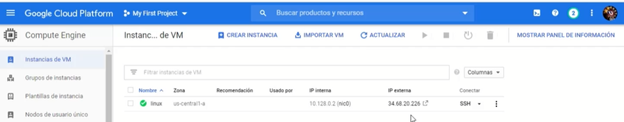 Google Cloud Platform My First Project Buscar productos y recursos
Compute Engine Instanc... de VM CREAR INSTANCIA IMPORTAR VM ACTUALIZAR MOSTRAR PANEL DE INFORMACIÓN
Instancias de VM
Grupos de instancias
Plantillas de instancia
Nodos de usuario único
Filtrar instancias de VM Columnas
Nombre Zona Recomendación Usado por IP interna IP externa Conectar
linux us-central1-a 10.128.0.2 (nic0) 34.68.20.226 SSH